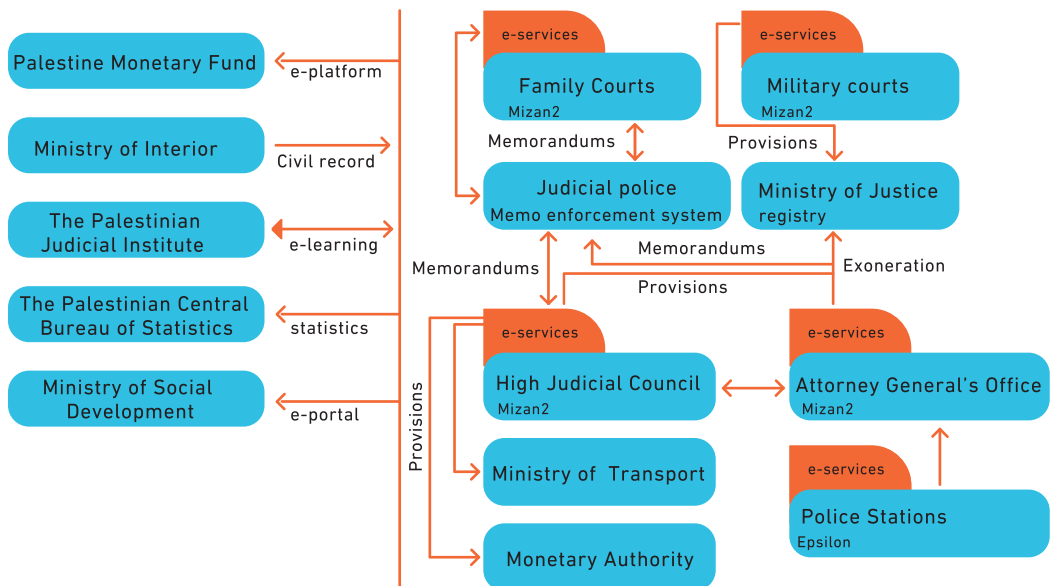 Palestine Monetary Fund
e-platform
Ministry of Interior
Civil record
The Palestinian
Judicial Institute
e-learning
The Palestinian Central
Bureau of Statistics
statistics
Ministry of Social
Development
e-portal
e-services
Family Courts
Mizan2
e-services
Military courts
Mizan2
Memorandums
Provisions
Judicial police
Memo enforcement system
Ministry of Justice
registry
Memorandums
Memorandums
Provisions
Exoneration
e-services
High Judicial Council
Mizan2
e-services
Attorney General's Office
Mizan2
Provisions
Ministry of Transport
e-services
Police Stations
Epsilon
Monetary Authority